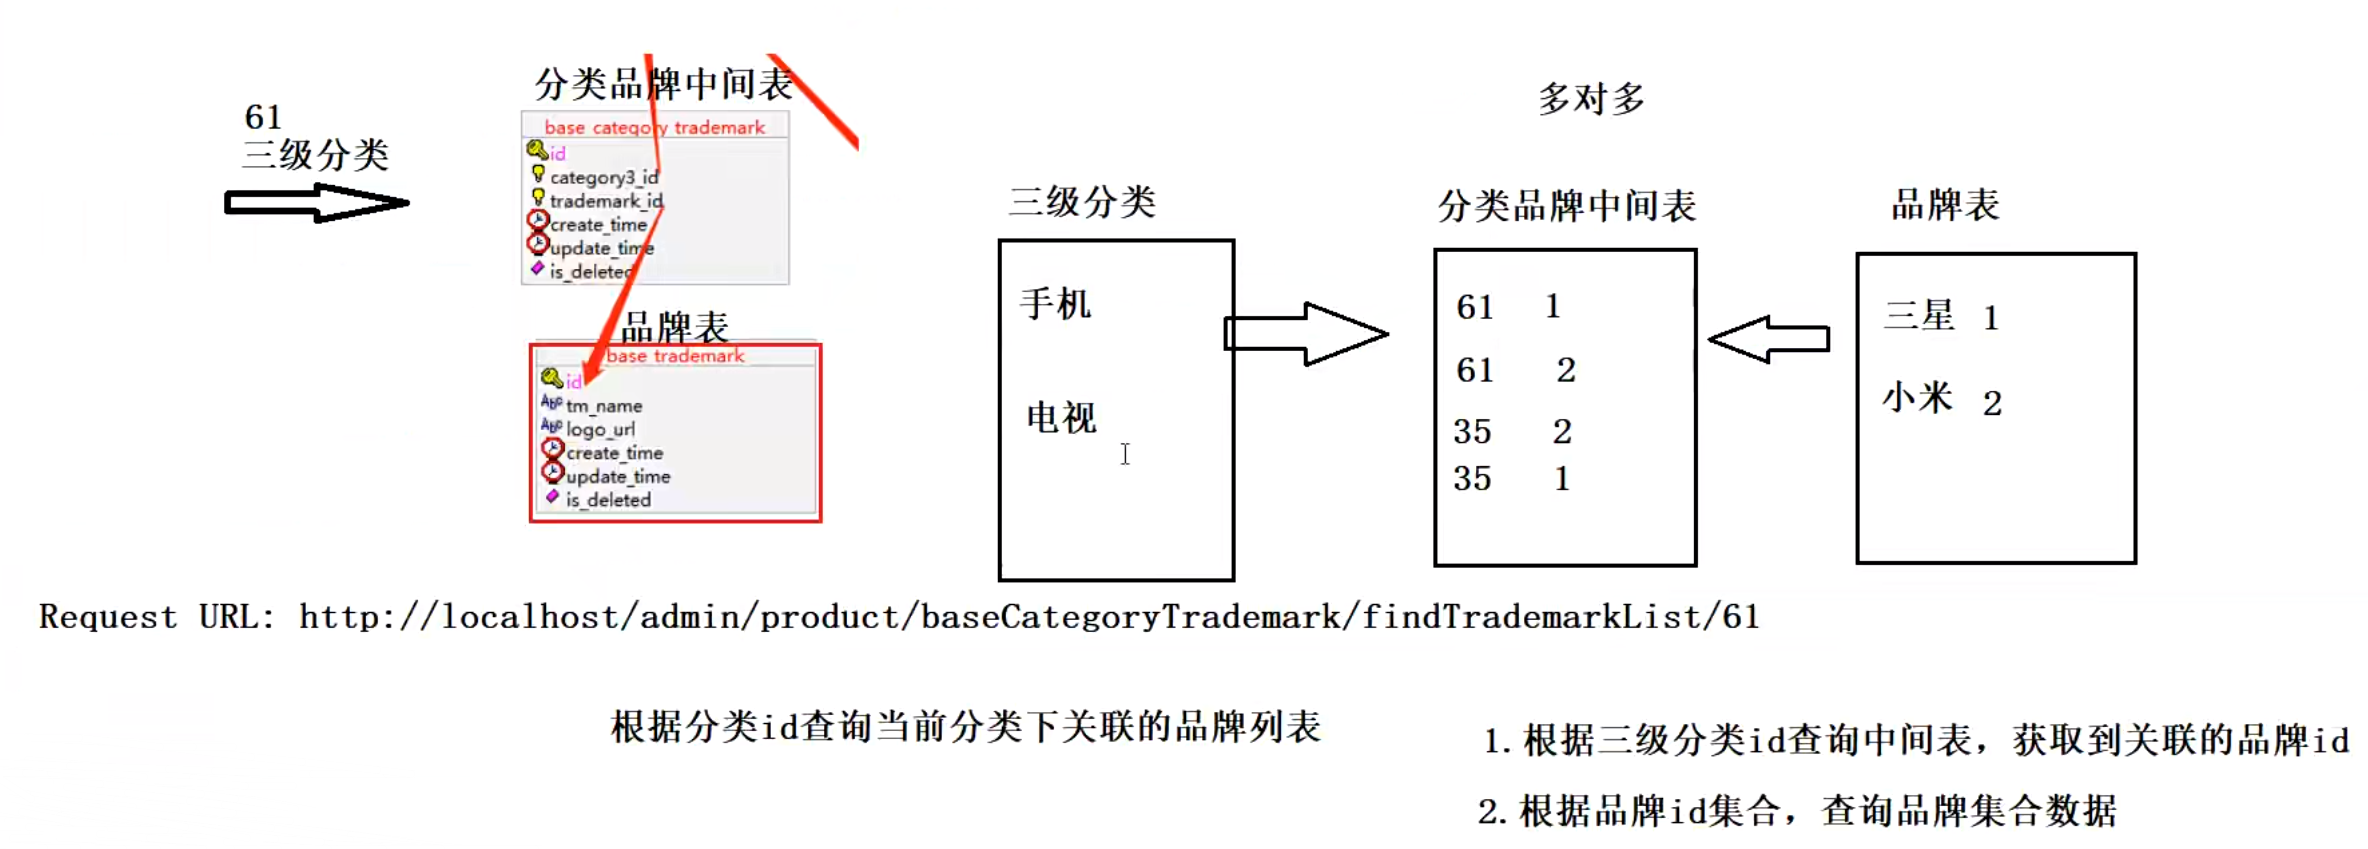 61
三级分类
分类品牌中间表
base category trademark
id
category3_id
trademark_id
create_time
update_time
is_deleted
品牌表
base trademark
id
tm_name
logo_url
create_time
update_time
is_deleted
多对多
三级分类
手机
电视
分类品牌中间表
61 1
61 2
35 2
35 1
品牌表
三星 1
小米 2
Request URL: http://localhost/admin/product/baseCategoryTrademark/findTrademarkList/61
根据分类id查询当前分类下关联的品牌列表
1.根据三级分类id查询中间表，获取到关联的品牌id
2.根据品牌id集合，查询品牌集合数据